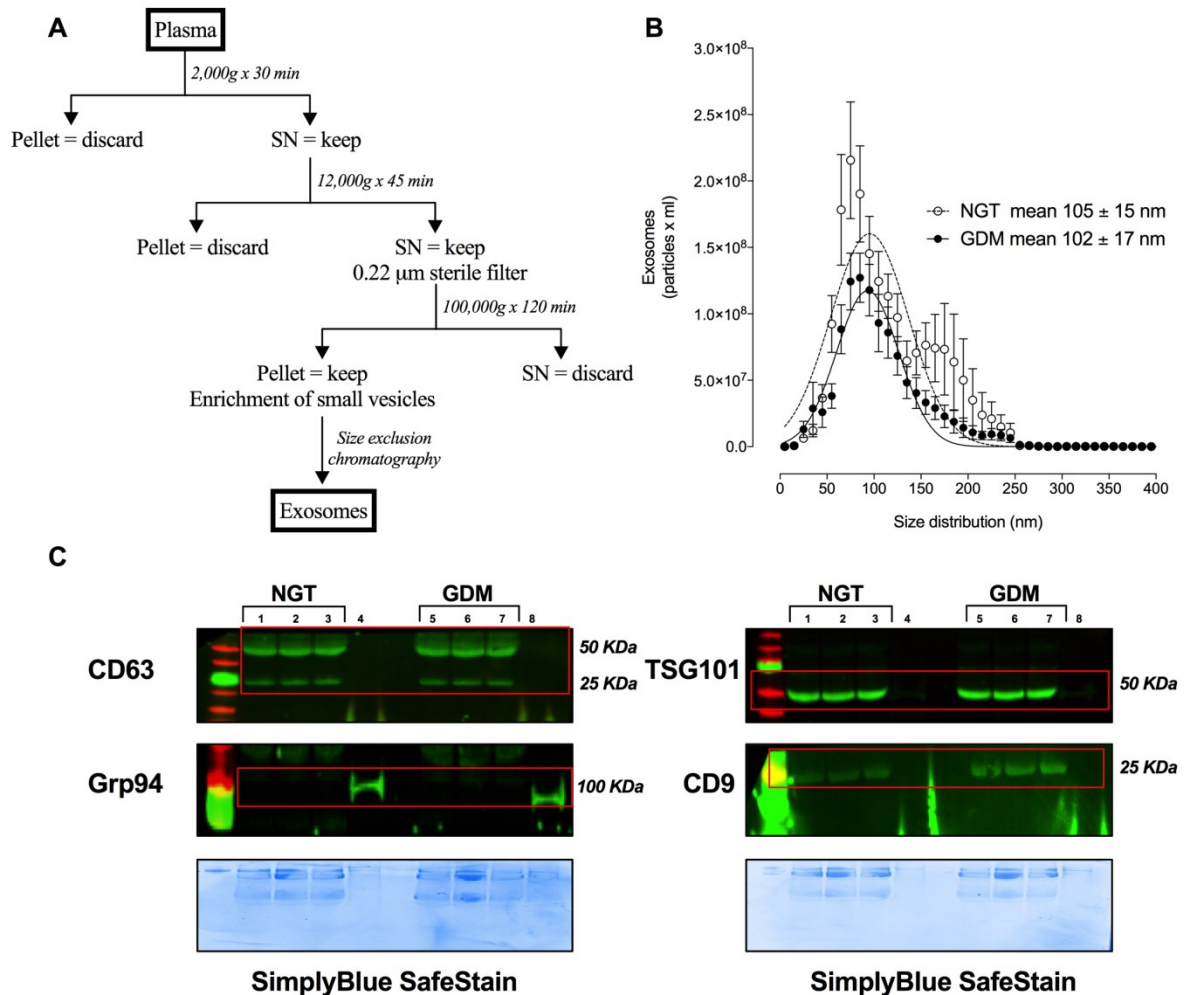 A
Plasma
2,000g x 30 min
Pellet = discard
SN = keep
12,000g x 45 min
Pellet = discard
SN = keep
0.22 µm sterile filter
100,000g x 120 min
Pellet = keep
Enrichment of small vesicles
SN = discard
Size exclusion
chromatography
Exosomes
B
3.0×10⁸
2.5×10⁸
2.0×10⁸
1.5×10⁸
1.0×10⁸
5.0×10⁷
0.0
Exosomes
(particles x ml)
NGT mean 105 ± 15 nm
GDM mean 102 ± 17 nm
0 50 100 150 200 250 300 350 400
Size distribution (nm)
C
NGT GDM
1 2 3 4 5 6 7 8
CD63
50 KDa
25 KDa
Grp94
100 KDa
SimplyBlue SafeStain
NGT GDM
1 2 3 4 5 6 7 8
TSG101
50 KDa
CD9
25 KDa
SimplyBlue SafeStain